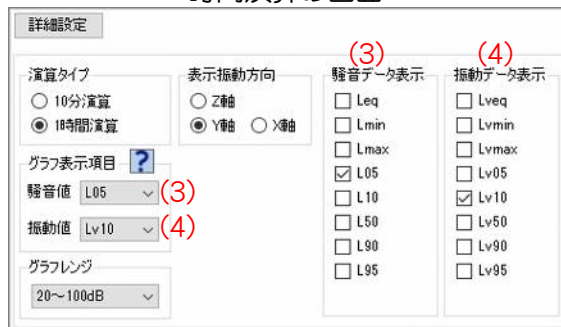 詳細設定
(3)
(4)
演算タイプ
表示振動方向
騒音データ表示
振動データ表示
10分演算
Z軸
Leq
Lveq
1時間演算
Y軸
X軸
Lmin
Lvmin
Lmax
Lvmax
グラフ表示項目
?
L05
Lv05
騒音値
L05
(3)
L10
Lv10
振動値
Lv10
(4)
L50
Lv50
L90
Lv90
グラフレンジ
L95
Lv95
20～100dB